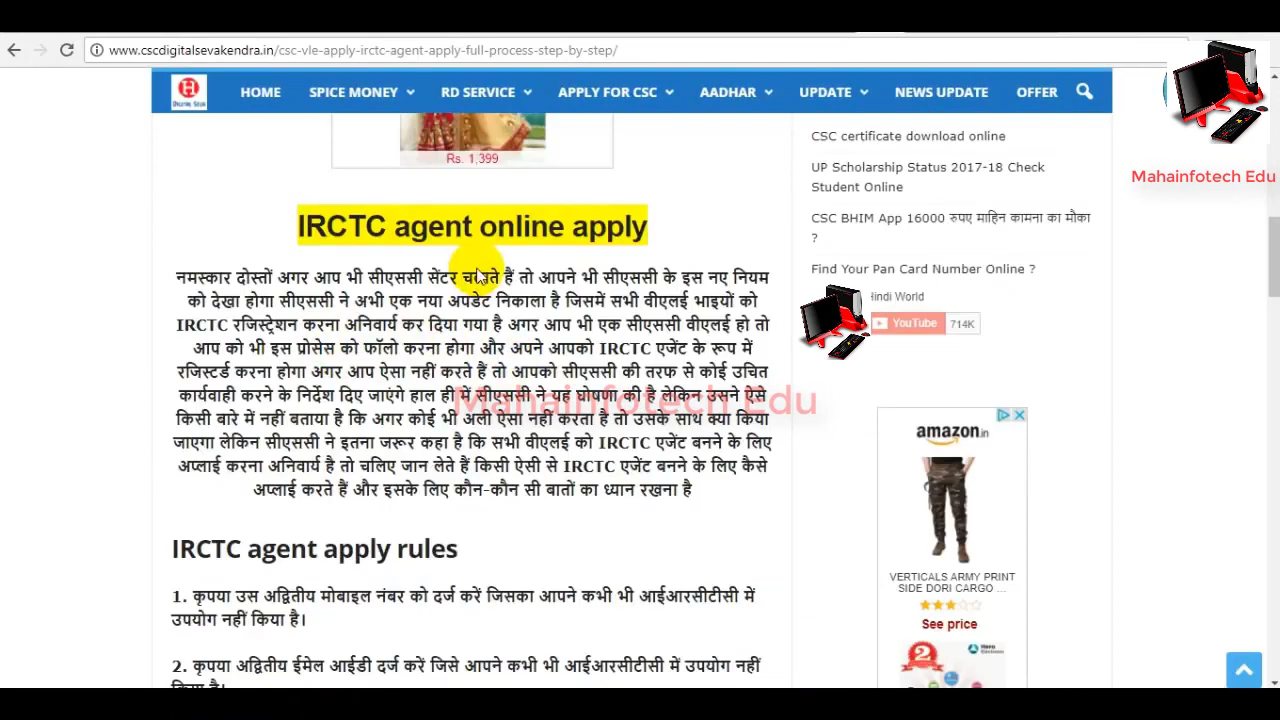 www.cscdigitalsevakendra.in/csc-vle-apply-irctc-agent-apply-full-process-step-by-step/
HOME SPICE MONEY RD SERVICE APPLY FOR CSC AADHAR UPDATE NEWS UPDATE OFFER
Mahainfotech Edu
Rs. 1,399
IRCTC agent online apply
नमस्कार दोस्तों अगर आप भी सीएससी सेंटर चलाते हैं तो आपने भी सीएससी के इस नए नियम
को देखा होगा सीएससी ने अभी एक नया अपडेट निकाला है जिसमें सभी वीएलई भाइयों को
IRCTC रजिस्ट्रेशन करना अनिवार्य कर दिया गया है अगर आप भी एक सीएससी वीएलई हो तो
आप को भी इस प्रोसेस को फॉलो करना होगा और अपने आपको IRCTC एजेंट के रूप में
रजिस्टर्ड करना होगा अगर आप ऐसा नहीं करते हैं तो आपको सीएससी की तरफ से कोई उचित
कार्यवाही करने के निर्देश दिए जाएंगे हाल ही में सीएससी ने यह घोषणा की है लेकिन उसने ऐसे
किसी बारे में नहीं बताया है कि अगर कोई भी अली ऐसा नहीं करता है तो उसके साथ क्या किया
जाएगा लेकिन सीएससी ने इतना जरूर कहा है कि सभी वीएलई को IRCTC एजेंट बनने के लिए
अप्लाई करना अनिवार्य है तो चलिए जान लेते हैं किसी ऐसी से IRCTC एजेंट बनने के लिए कैसे
अप्लाई करते हैं और इसके लिए कौन-कौन सी बातों का ध्यान रखना है
Mahainfotech Edu
IRCTC agent apply rules
1. कृपया उस अद्वितीय मोबाइल नंबर को दर्ज करें जिसका आपने कभी भी आईआरसीटीसी में
उपयोग नहीं किया है।
2. कृपया अद्वितीय ईमेल आईडी दर्ज करें जिसे आपने कभी भी आईआरसीटीसी में उपयोग नहीं
किया है।
CSC certificate download online
UP Scholarship Status 2017-18 Check
Student Online
CSC BHIM App 16000 रुपए माहिन कामना का मौका
?
Find Your Pan Card Number Online ?
Hindi World
YouTube 714K
amazon.in
VERTICALS ARMY PRINT
SIDE DORI CARGO ...
See price
2